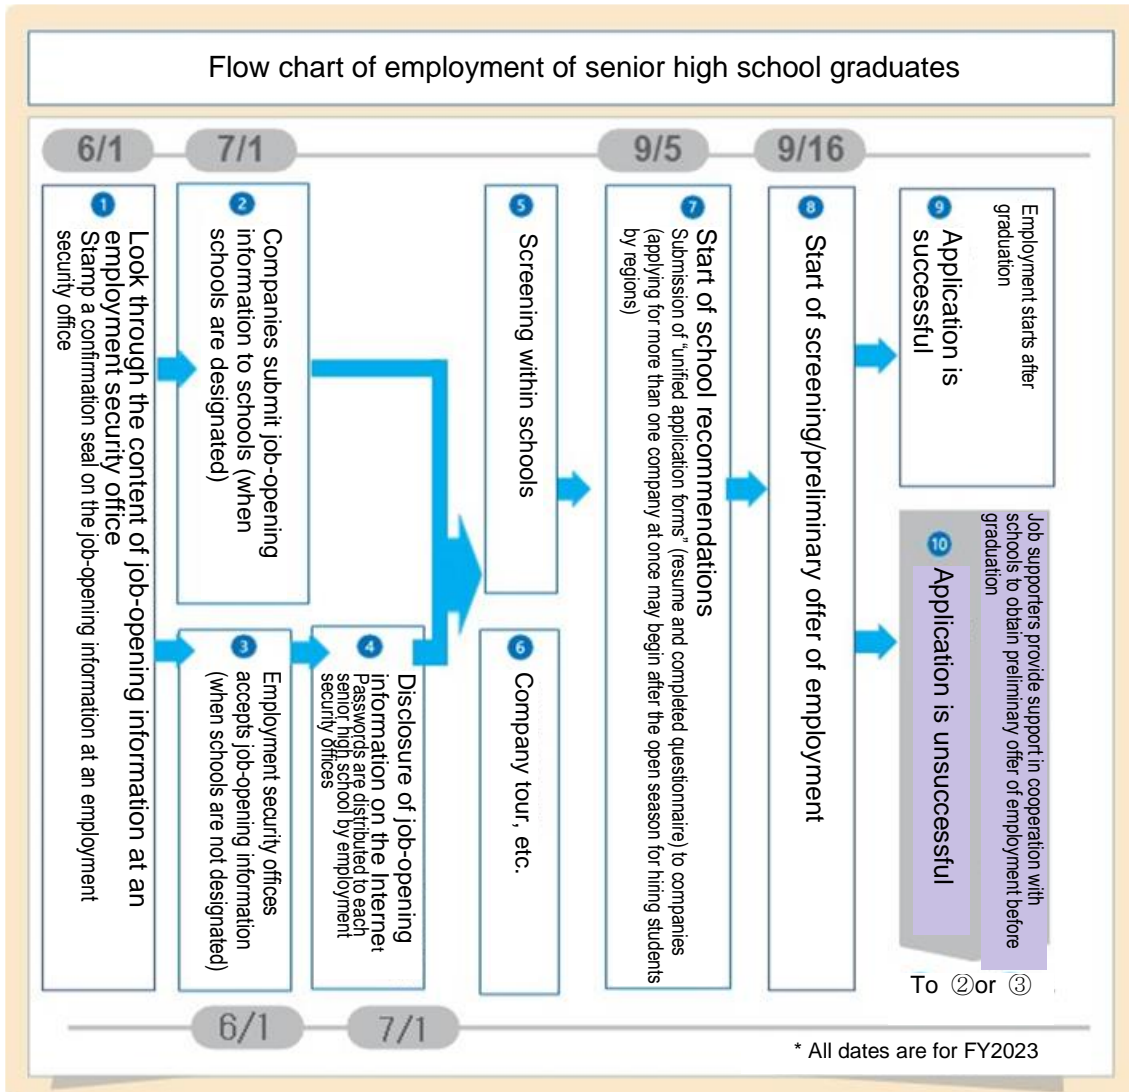 Flow chart of employment of senior high school graduates
6/1
7/1
9/5
9/16
1
Look through the content of job-opening information at an
employment security office
Stamp a confirmation seal on the job-opening information at an employment
security office
2
Companies submit job-opening
information to schools (when
schools are designated)
3
Employment security offices
accepts job-opening information
(when schools are not designated)
4
Disclosure of job-opening
information on the Internet
Passwords are distributed to each
senior high school by employment
security offices
5
Screening within schools
6
Company tour, etc.
7
Start of school recommendations
Submission of "unified application forms" (resume and completed questionnaire) to companies
(applying for more than one company at once may begin after the open season for hiring students
by regions)
8
Start of screening/preliminary offer of employment
9
Employment starts after
graduation
Application is
successful
10
Job supporters provide support in cooperation with
schools to obtain preliminary offer of employment before
graduation
Application is unsuccessful
To ②or ③
6/1
7/1
* All dates are for FY2023